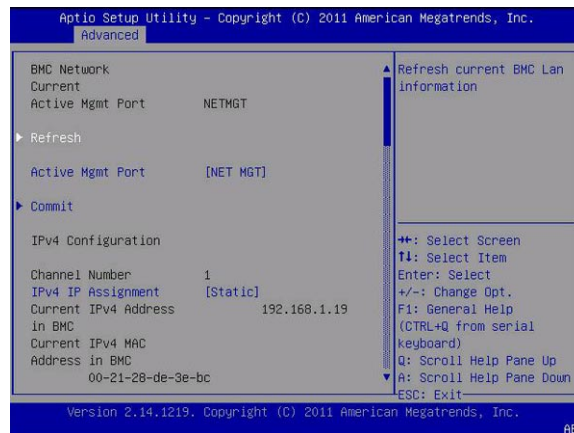 Aptio Setup Utility – Copyright (C) 2011 American Megatrends, Inc.
Advanced
BMC Network
Current
Active Mgmt Port NETMGT
Refresh
Active Mgmt Port [NET MGT]
Commit
IPv4 Configuration
Channel Number 1
IPv4 IP Assignment [Static]
Current IPv4 Address 192.168.1.19
in BMC
Current IPv4 MAC
Address in BMC
00-21-28-de-3e-bc
Refresh current BMC Lan
information
→←: Select Screen
↑↓: Select Item
Enter: Select
+/-: Change Opt.
F1: General Help
(CTRL+Q from serial
keyboard)
Q: Scroll Help Pane Up
A: Scroll Help Pane Down
ESC: Exit
Version 2.14.1219. Copyright (C) 2011 American Megatrends, Inc.
AB